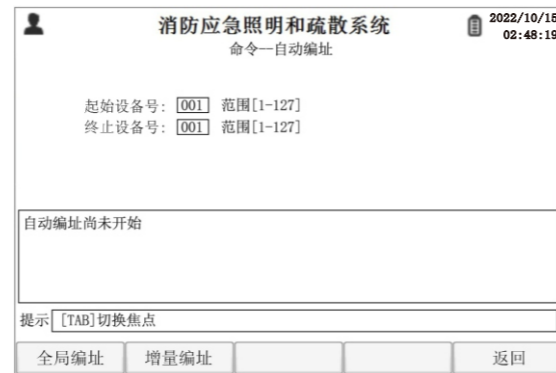 消防应急照明和疏散系统
2022/10/15
02:48:19
命令--自动编址
起始设备号: 001 范围[1-127]
终止设备号: 001 范围[1-127]
自动编址尚未开始
提示 [TAB]切换焦点
全局编址 增量编址 返回